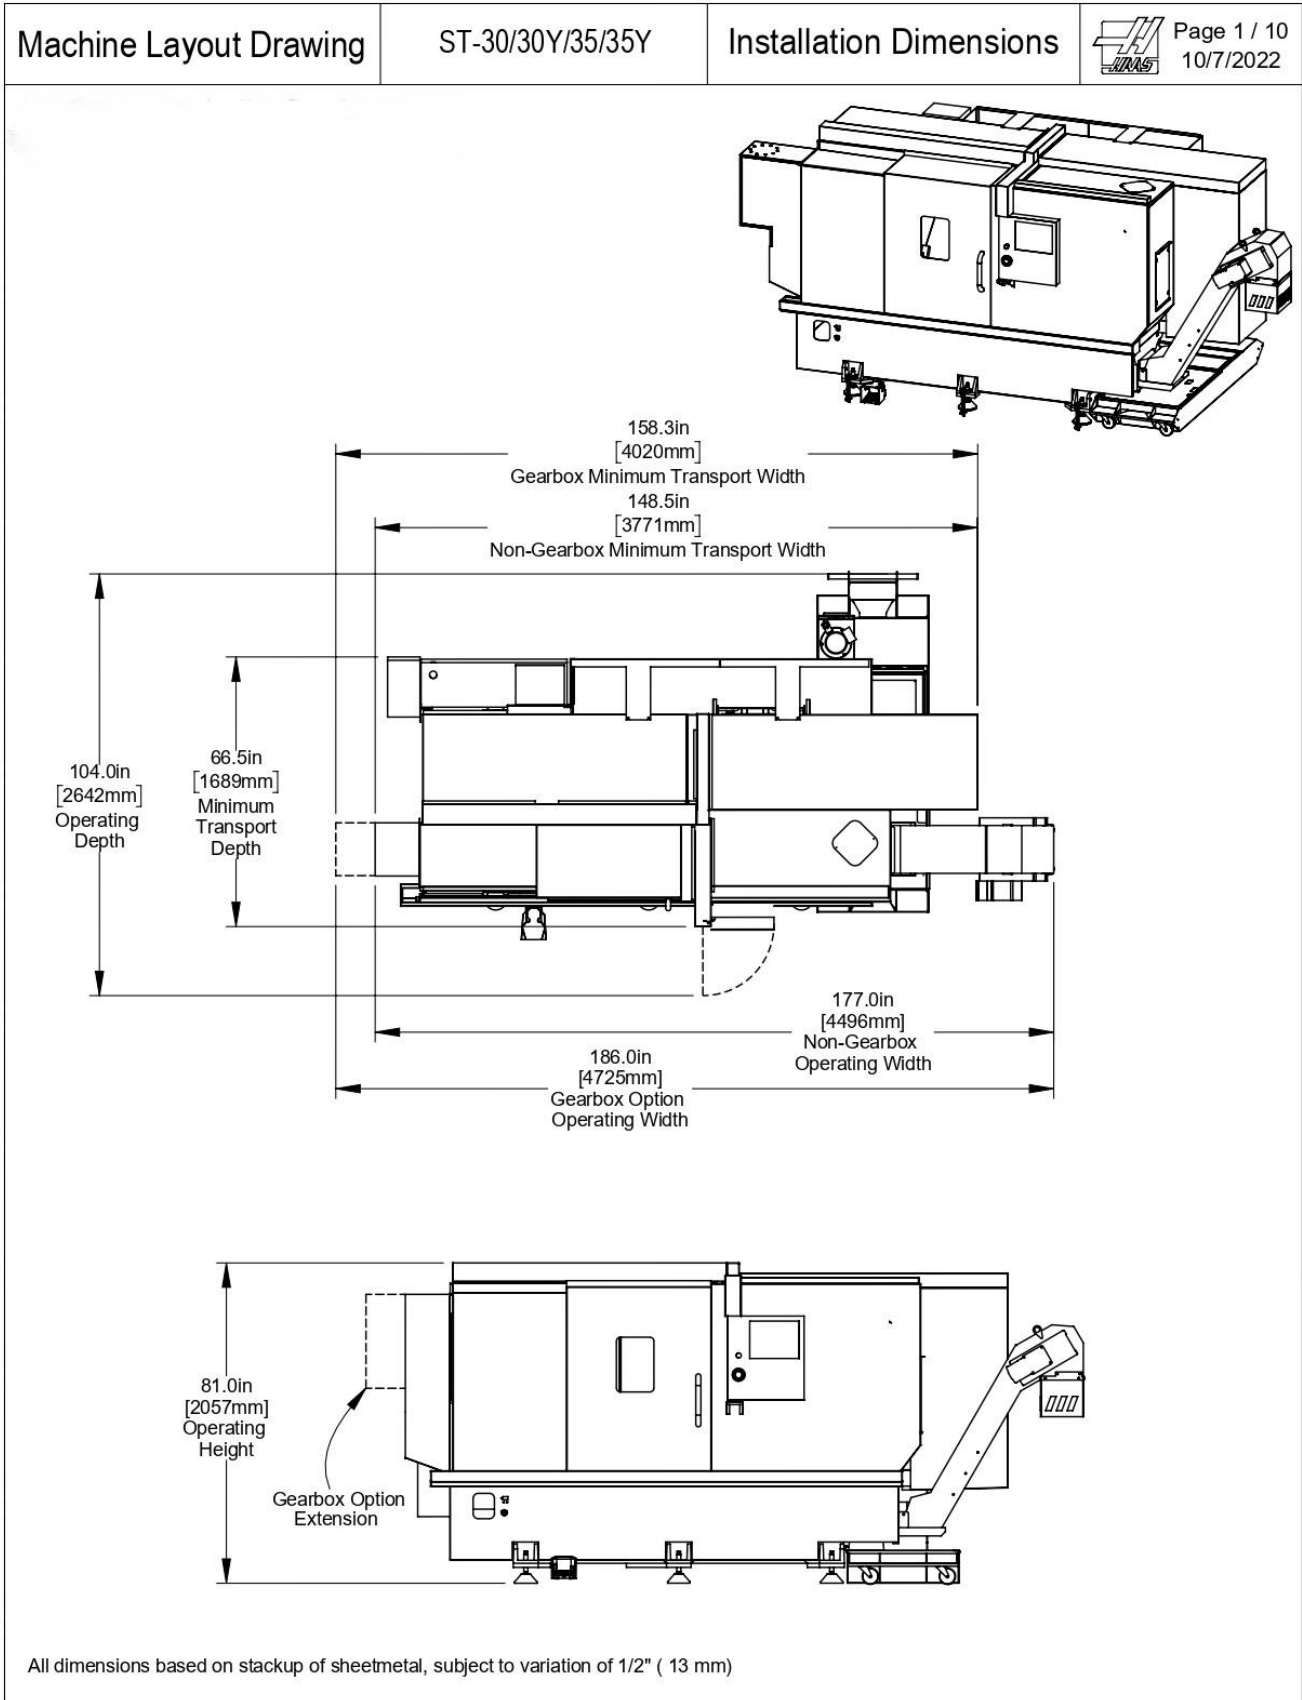 Machine Layout Drawing
ST-30/30Y/35/35Y
Installation Dimensions
HAAS
Page 1 / 10
10/7/2022
158.3in
[4020mm]
Gearbox Minimum Transport Width
148.5in
[3771mm]
Non-Gearbox Minimum Transport Width
104.0in
[2642mm]
Operating
Depth
66.5in
[1689mm]
Minimum
Transport
Depth
177.0in
[4496mm]
Non-Gearbox
Operating Width
186.0in
[4725mm]
Gearbox Option
Operating Width
81.0in
[2057mm]
Operating
Height
Gearbox Option
Extension
All dimensions based on stackup of sheetmetal, subject to variation of 1/2" ( 13 mm)